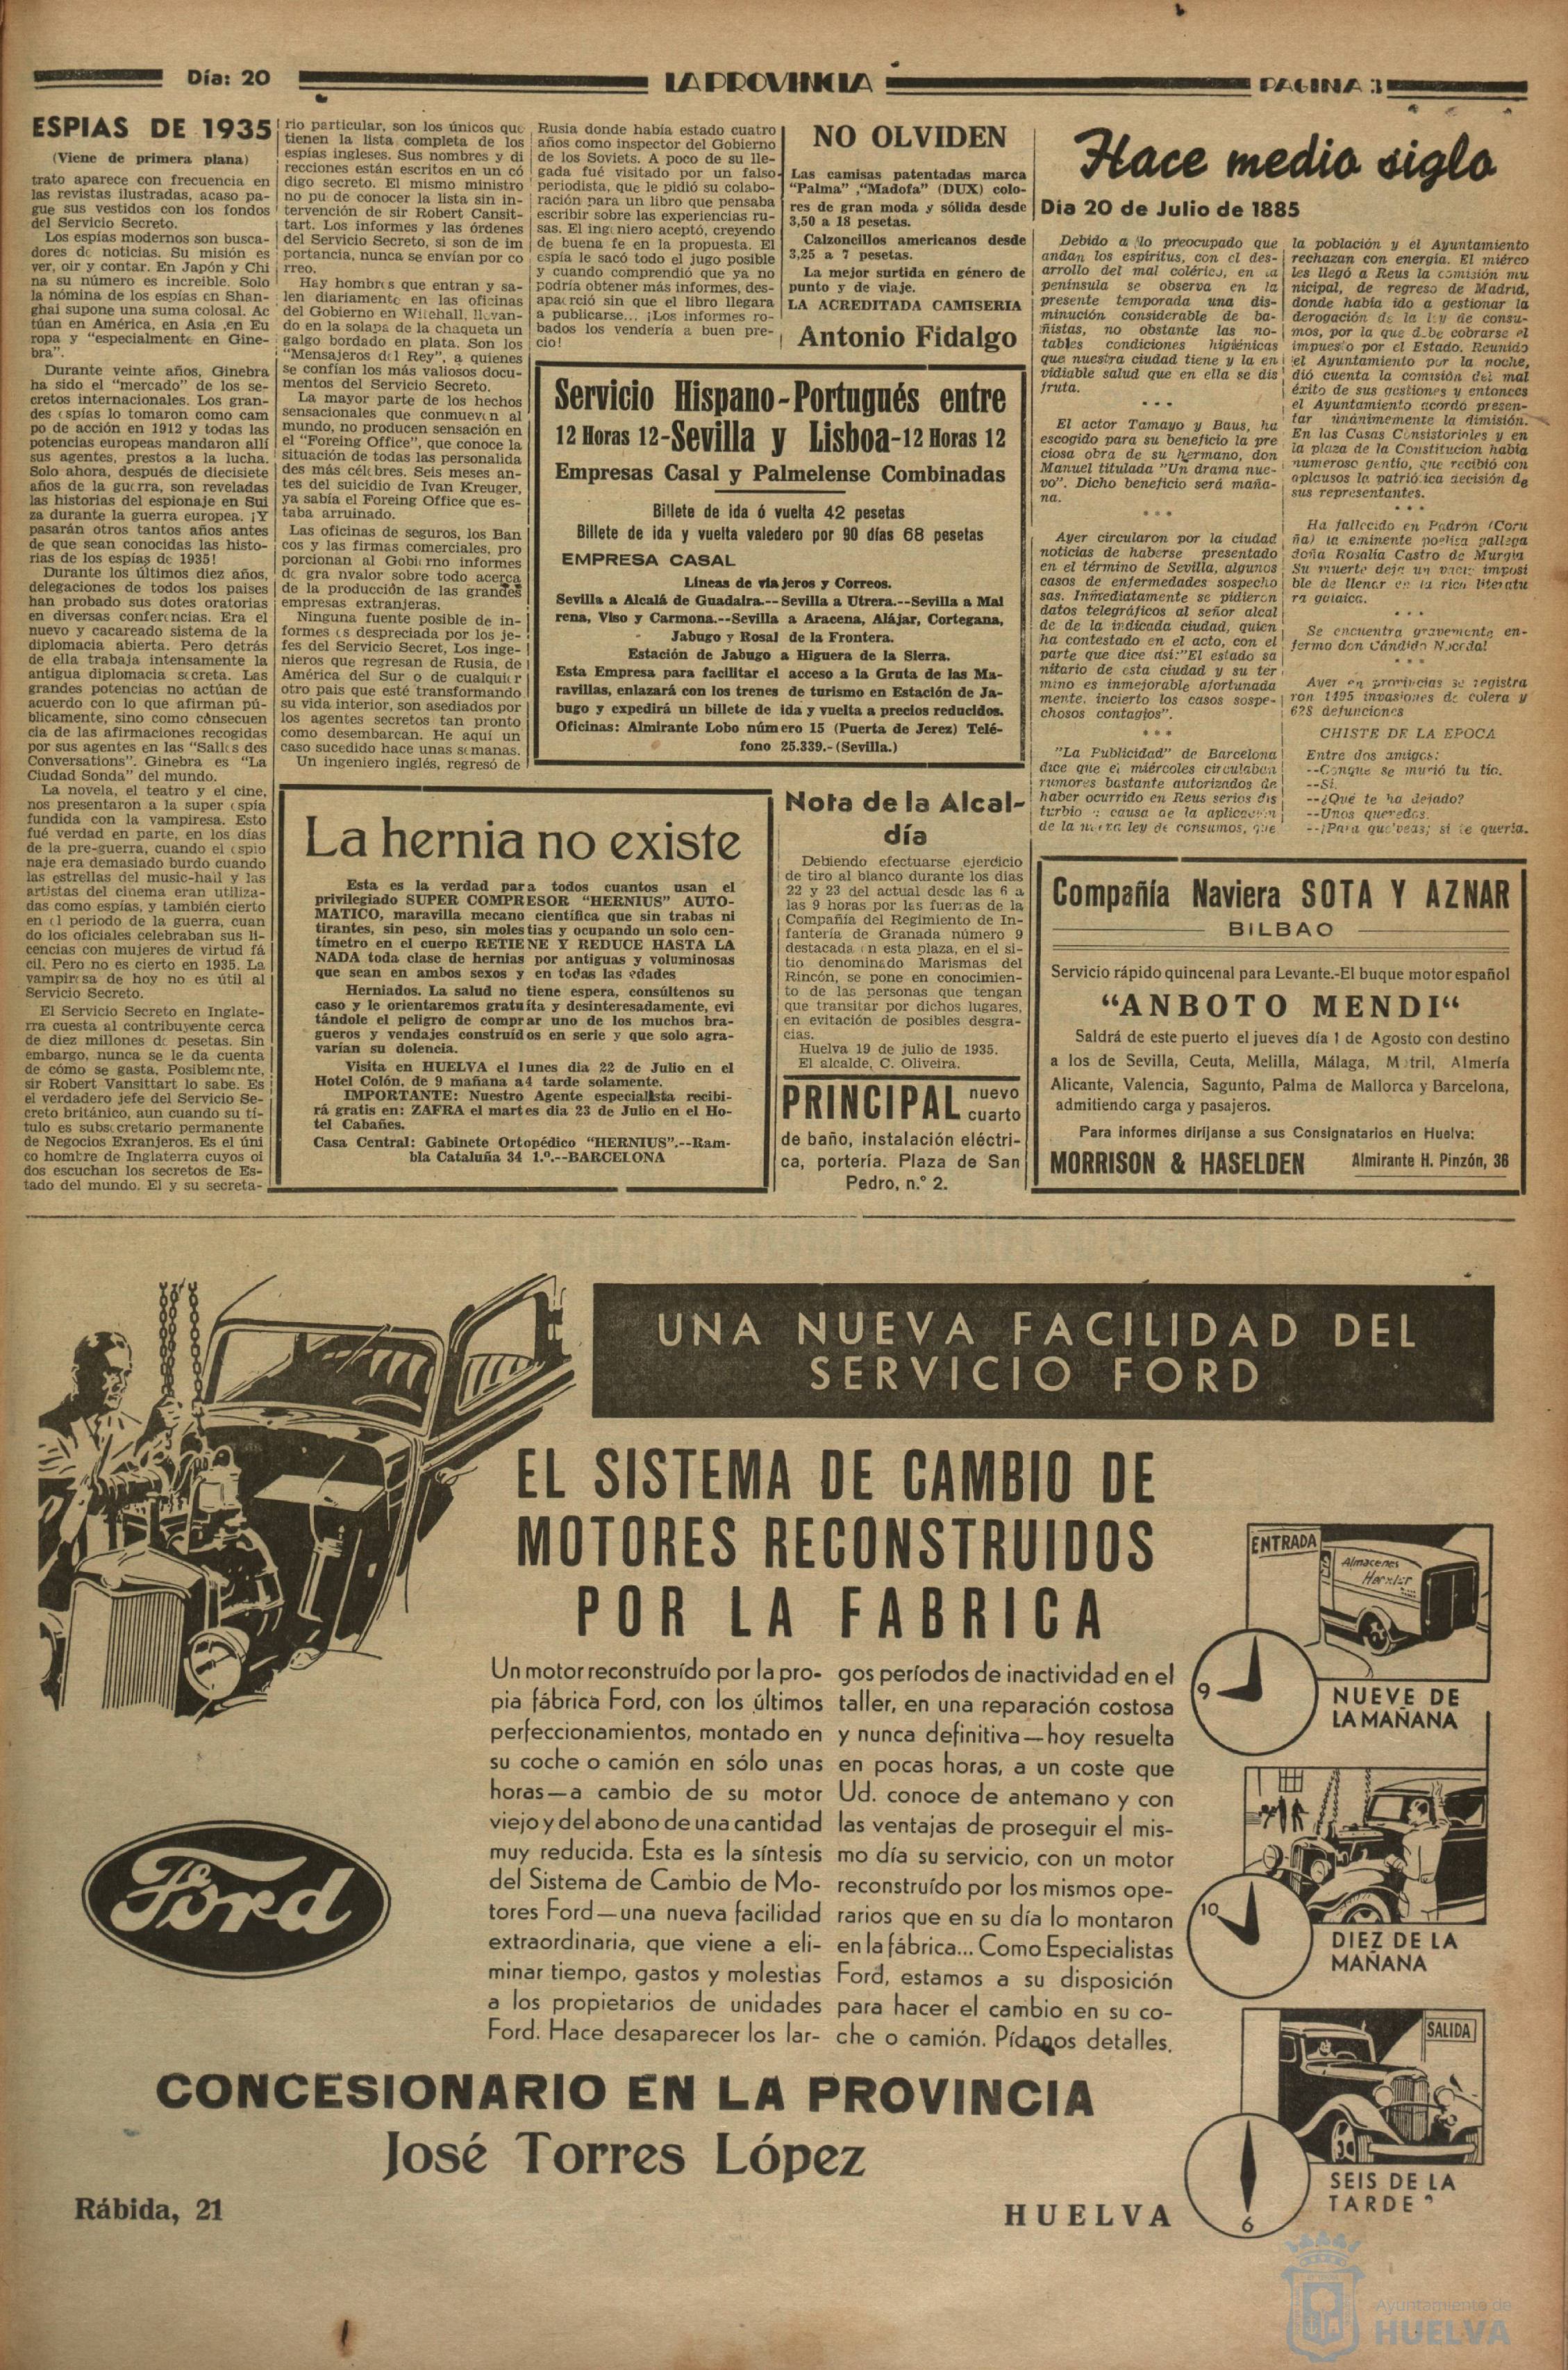 Día: 20
LA PROVINCIA
PAGINA 3
ESPIAS DE 1935
(Viene de primera plana)
trato aparece con frecuencia en
las revistas ilustradas, acaso pa-
gue sus vestidos con los fondos
del Servicio Secreto.
Los espías modernos son busca-
dores de noticias. Su misión es
ver, oir y contar. En Japón y Chi
na su número es increible. Solo
la nómina de los espías en Shan-
ghai supone una suma colosal. Ac
túan en América, en Asia ,en Eu
ropa y "especialmente en Gine-
bra".
Durante veinte años, Ginebra
ha sido el "mercado" de los se-
cretos internacionales. Los gran-
des espías lo tomaron como cam
po de acción en 1912 y todas las
potencias europeas mandaron allí
sus agentes, prestos a la lucha.
Solo ahora, después de diecisiete
años de la guerra, son reveladas
las historias del espionaje en Sui
za durante la guerra europea. ¡Y
pasarán otros tantos años antes
de que sean conocidas las histo-
rios de los espías de 1935!
Durante los últimos diez años,
delegaciones de todos los paises
han probado sus dotes oratorias
en diversas conferencias. Era el
nuevo y cacareado sistema de la
diplomacia abierta. Pero detrás
de ella trabaja intensamente la
antigua diplomacia secreta. Las
grandes potencias no actúan de
acuerdo con lo que afirman pú-
blicamente, sino como consecuen
cia de las afirmaciones recogidas
por sus agentes en las "Salles des
Conversations". Ginebra es "La
Ciudad Sonda" del mundo.
La novela, el teatro y el cine,
nos presentaron a la super espía
fundida con la vampiresa. Esto
fué verdad en parte, en los días
de la pre-guerra, cuando el espio
naje era demasiado burdo cuando
las estrellas del music-hall y las
artistas del cinema eran utiliza-
das como espías, y también cierto
en el periodo de la guerra, cuan
do los oficiales celebraban sus li-
cencias con mujeres de virtud fá
cil. Pero no es cierto en 1935. La
vampiresa de hoy no es útil al
Servicio Secreto.
El Servicio Secreto en Inglate-
rra cuesta al contribuyente cerca
de diez millones de pesetas. Sin
embargo, nunca se le da cuenta
de cómo se gasta. Posiblemente,
sir Robert Vansittart lo sabe. Es
el verdadero jefe del Servicio Se-
creto británico, aun cuando su tí-
tulo es subsecretario permanente
de Negocios Exranjeros. Es el úni
co hombre de Inglaterra cuyos oi
dos escuchan los secretos de Es-
tado del mundo. El y su secreta-
rio particular, son los únicos que
tienen la lista completa de los
espías ingleses. Sus nombres y di
recciones están escritos en un có
digo secreto. El mismo ministro
no pude conocer la lista sin in-
tervención de sir Robert Cansit-
tart. Los informes y las órdenes
del Servicio Secreto, si son de im
portancia, nunca se envían por co
rreo.
Hay hombres que entran y sa-
len diariamente en las oficinas
del Gobierno en Witehall, llevan-
do en la solapa de la chaqueta un
galgo bordado en plata. Son los
"Mensajeros del Rey", a quienes
se confían los más valiosos docu-
mentos del Servicio Secreto.
La mayor parte de los hechos
sensacionales que conmueven al
mundo, no producen sensación en
el "Foreing Office", que conoce la
situación de todas las personalida
des más célebres. Seis meses an-
tes del suicidio de Ivan Kreuger,
ya sabía el Foreing Office que es-
taba arruinado.
Las oficinas de seguros, los Ban
cos y las firmas comerciales, pro
porcionan al Gobierno informes
de gra nvalor sobre todo acerca
de la producción de las grandes
empresas extranjeras.
Ninguna fuente posible de in-
formes es despreciada por los je-
fes del Servicio Secret, Los inge-
nieros que regresan de Rusia, de
América del Sur o de cualquier
otro pais que esté transformando
su vida interior, son asediados por
los agentes secretos tan pronto
como desembarcan. He aquí un
caso sucedido hace unas semanas.
Un ingeniero inglés, regresó de
Rusia donde había estado cuatro
años como inspector del Gobierno
de los Soviets. A poco de su lle-
gada fué visitado por un falso
periodista, que le pidió su colabo-
ración para un libro que pensaba
escribir sobre las experiencias ru-
sas. El ingeniero aceptó, creyendo
de buena fe en la propuesta. El
espía le sacó todo el jugo posible
y cuando comprendió que ya no
podría obtener más informes, des-
apareció sin que el libro llegara
a publicarse... ¡Los informes ro-
bados los vendería a buen pre-
cio!
NO OLVIDEN
Las camisas patentadas marca
"Palma" ,"Madofa" (DUX) colo-
res de gran moda y sólida desde
3,50 a 18 pesetas.
Calzoncillos americanos desde
3,25 a 7 pesetas.
La mejor surtida en género de
punto y de viaje.
LA ACREDITADA CAMISERIA
Antonio Fidalgo
Servicio Hispano-Portugués entre
12 Horas 12-Sevilla y Lisboa-12 Horas 12
Empresas Casal y Palmelense Combinadas
Billete de ida ó vuelta 42 pesetas
Billete de ida y vuelta valedero por 90 días 68 pesetas
EMPRESA CASAL
Líneas de viajeros y Correos.
Sevilla a Alcalá de Guadaira.--Sevilla a Utrera.--Sevilla a Mal
rena, Viso y Carmona.--Sevilla a Aracena, Alájar, Cortegana,
Jabugo y Rosal de la Frontera.
Estación de Jabugo a Higuera de la Sierra.
Esta Empresa para facilitar el acceso a la Gruta de las Ma-
ravillas, enlazará con los trenes de turismo en Estación de Ja-
bugo y expedirá un billete de ida y vuelta a precios reducidos.
Oficinas: Almirante Lobo número 15 (Puerta de Jerez) Telé-
fono 25.339.-(Sevilla.)
La hernia no existe
Esta es la verdad para todos cuantos usan el
privilegiado SUPER COMPRESOR "HERNIUS" AUTO-
MATICO, maravilla mecano científica que sin trabas ni
tirantes, sin peso, sin molestias y ocupando un solo cen-
tímetro en el cuerpo RETIENE Y REDUCE HASTA LA
NADA toda clase de hernias por antiguas y voluminosas
que sean en ambos sexos y en todas las edades
Herniados. La salud no tiene espera, consúltenos su
caso y le orientaremos gratuíta y desinteresadamente, evi
tándole el peligro de comprar uno de los muchos bra-
gueros y vendajes construídos en serie y que solo agra-
varían su dolencia.
Visita en HUELVA el lunes dia 22 de Julio en el
Hotel Colón, de 9 mañana a4 tarde solamente.
IMPORTANTE: Nuestro Agente especialista recibi-
rá gratis en: ZAFRA el martes dia 23 de Julio en el Ho-
tel Cabañes.
Casa Central: Gabinete Ortopédico "HERNIUS".--Ram-
bla Cataluña 34 1.º.--BARCELONA
Nota de la Alcal-
día
Debiendo efectuarse ejerdicio
de tiro al blanco durante los dias
22 y 23 del actual desde las 6 a
las 9 horas por las fuerzas de la
Compañía del Regimiento de In-
fantería de Granada número 9
destacada en esta plaza, en el si-
tio denominado Marismas del
Rincón, se pone en conocimien-
to de las personas que tengan
que transitar por dichos lugares,
en evitación de posibles desgra-
cias.
Huelva 19 de julio de 1935.
El alcalde, C. Oliveira.
PRINCIPAL nuevo
cuarto
de baño, instalación eléctri-
ca, portería. Plaza de San
Pedro, n.º 2.
Hace medio siglo
Dia 20 de Julio de 1885
Debido a lo preocupado que
andan los espíritus, con el des-
arrollo del mal colérico, en la
península se observa en la
presente temporada una dis-
minución considerable de ba-
ñistas, no obstante las no-
tables condiciones higiénicas
que nuestra ciudad tiene y la en
vidiable salud que en ella se dis
fruta.
* * *
El actor Tamayo y Baus, ha
escogido para su beneficio la pre
ciosa obra de su hermano, don
Manuel titulada "Un drama nue-
vo". Dicho beneficio será maña-
na.
* * *
Ayer circularon por la ciudad
noticias de haberse presentado
en el término de Sevilla, algunos
casos de enfermedades sospecho
sas. Inmediatamente se pidieron
datos telegráficos al señor alcal
de de la indicada ciudad, quien
ha contestado en el acto, con el
parte que dice así:"El estado sa
nitario de esta ciudad y su ter
mino es inmejorable afortunada
mente, incierto los casos sospe-
chosos contagios".
* * *
"La Publicidad" de Barcelona
dice que el miércoles circulaban
rumores bastante autorizados de
haber ocurrido en Reus serios dis
turbio a causa de la aplicación
de la nueva ley de consumos, que
la población y el Ayuntamiento
rechazan con energía. El miérco
les llegó a Reus la comisión mu
nicipal, de regreso de Madrid,
donde había ido a gestionar la
derogación de la ley de consu-
mos, por la que debe cobrarse el
impuesto por el Estado. Reunido
el Ayuntamiento por la noche,
dió cuenta la comisión del mal
éxito de sus gestiones y entonces
el Ayuntamiento acordó presen-
tar unánimemente la dimisión.
En las Casas Consistoriales y en
la plaza de la Constitucion había
numeroso gentío, que recibió con
aplausos la patriótica decisión de
sus representantes.
* * *
Ha fallecido en Padrón (Coru
ña) la eminente poetisa gallega
doña Rosalía Castro de Murgia
Su muerte deja un vacio imposi
ble de llenar en la rica literatu
ra galaica.
* * *
Se encuentra gravemente en-
fermo don Cándido Nocedal
* * *
Ayer en provincias se registra
ron 1495 invasiones de colera y
628 defunciones
CHISTE DE LA EPOCA
Entre dos amigos:
--Conque se murió tu tio.
--Si.
--¿Qué te ha dejado?
--Unos quevedos.
--¡Para que veas; si te quería.
Compañía Naviera SOTA Y AZNAR
BILBAO
Servicio rápido quincenal para Levante.-El buque motor español
"ANBOTO MENDI"
Saldrá de este puerto el jueves día 1 de Agosto con destino
a los de Sevilla, Ceuta, Melilla, Málaga, Motril, Almería
Alicante, Valencia, Sagunto, Palma de Mallorca y Barcelona,
admitiendo carga y pasajeros.
Para informes diríjanse a sus Consignatarios en Huelva:
MORRISON & HASELDEN Almirante H. Pinzón, 36
UNA NUEVA FACILIDAD DEL
SERVICIO FORD
EL SISTEMA DE CAMBIO DE
MOTORES RECONSTRUIDOS
POR LA FABRICA
Un motor reconstruído por la pro-
pia fábrica Ford, con los últimos
perfeccionamientos, montado en
su coche o camión en sólo unas
horas—a cambio de su motor
viejo y del abono de una cantidad
muy reducida. Esta es la síntesis
del Sistema de Cambio de Mo-
tores Ford—una nueva facilidad
extraordinaria, que viene a eli-
minar tiempo, gastos y molestias
a los propietarios de unidades
Ford. Hace desaparecer los lar-
gos períodos de inactividad en el
taller, en una reparación costosa
y nunca definitiva—hoy resuelta
en pocas horas, a un coste que
Ud. conoce de antemano y con
las ventajas de proseguir el mis-
mo día su servicio, con un motor
reconstruído por los mismos ope-
rarios que en su día lo montaron
en la fábrica... Como Especialistas
Ford, estamos a su disposición
para hacer el cambio en su co-
che o camión. Pídanos detalles.
Ford
ENTRADA
Almacenes
9
NUEVE DE
LA MAÑANA
10
DIEZ DE LA
MAÑANA
SALIDA
6
SEIS DE LA
TARDE
CONCESIONARIO EN LA PROVINCIA
José Torres López
Rábida, 21
HUELVA
Ayuntamiento de
HUELVA